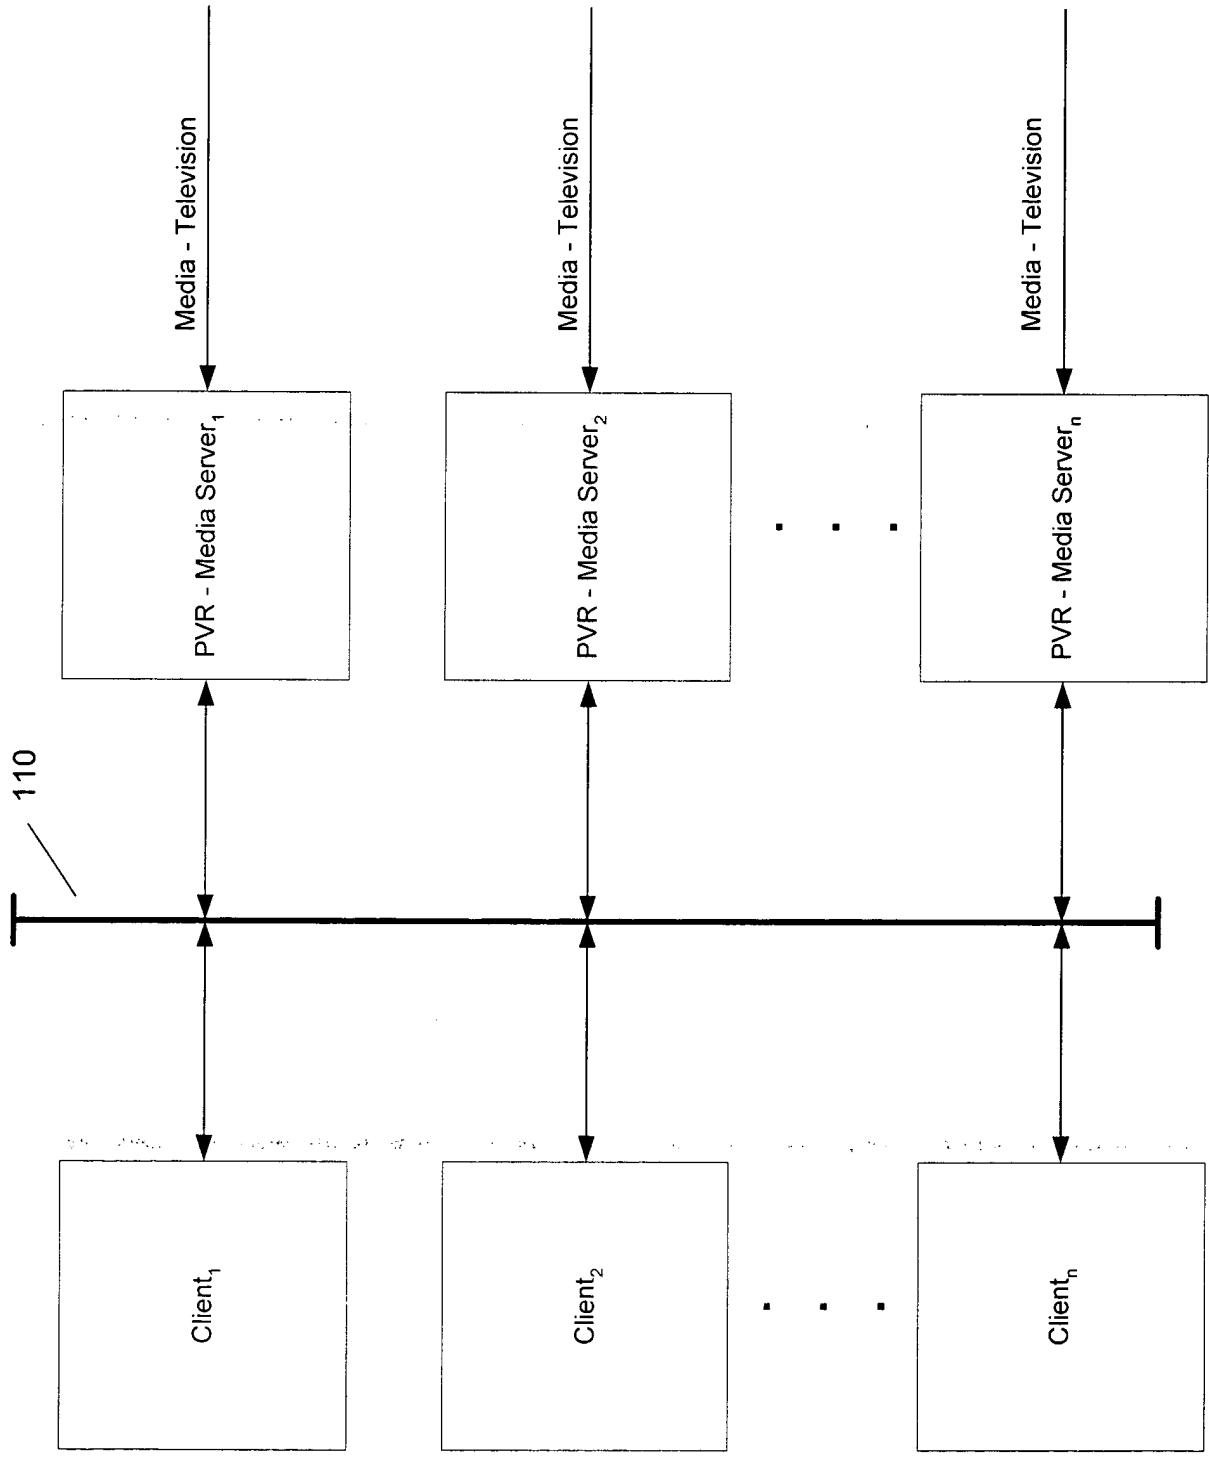 Media - Television
Media - Television
Media - Television
PVR - Media Server₁
PVR - Media Server₂
PVR - Media Serverₙ
110
Client₁
Client₂
Clientₙ